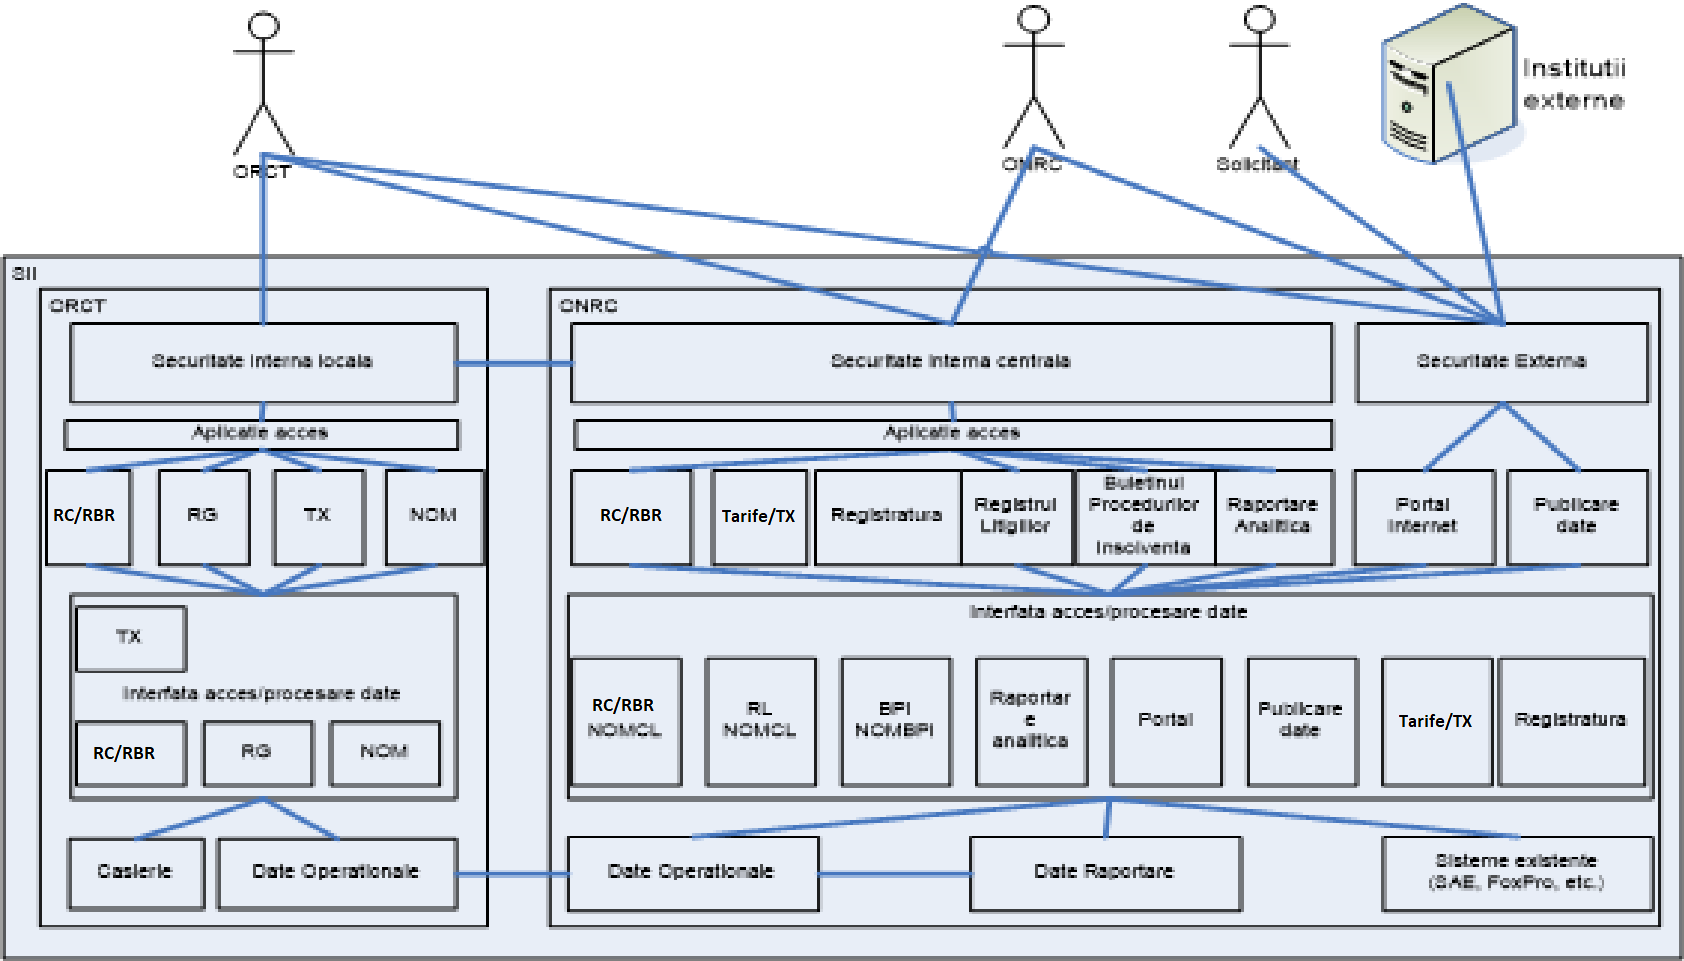 Institutii
externe
ORCT
ONRC
Solicitant
SII
ORCT
ONRC
Securitate Interna locala
Securitate Interna centrala
Securitate Externa
Aplicatie acces
Aplicatie acces
RC/RBR
RG
TX
NOM
RC/RBR
Tarife/TX
Registratura
Registrul
Litigiilor
Buletinul
Procedurilor
de
Insolventa
Raportare
Analitica
Portal
Internet
Publicare
date
TX
Interfata acces/procesare date
RC/RBR
RG
NOM
Interfata acces/procesare date
RC/RBR
NOMCL
RL
NOMCL
BPI
NOMBPI
Raportar
e
analitica
Portal
Publicare
date
Tarife/TX
Registratura
Casierie
Date Operationale
Date Operationale
Date Raportare
Sisteme existente
(SAE, FoxPro, etc.)